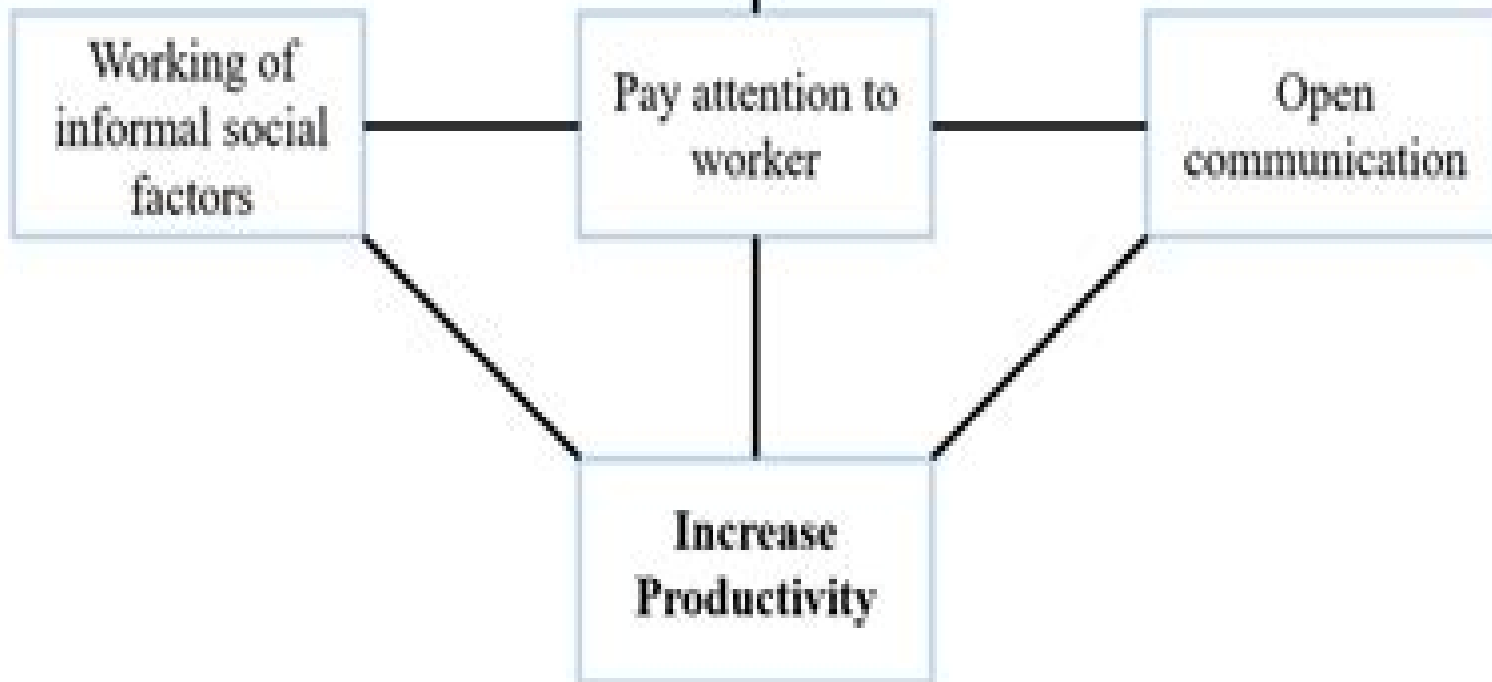 Working of
informal social
factors
Pay attention to
worker
Open
communication
Increase
Productivity